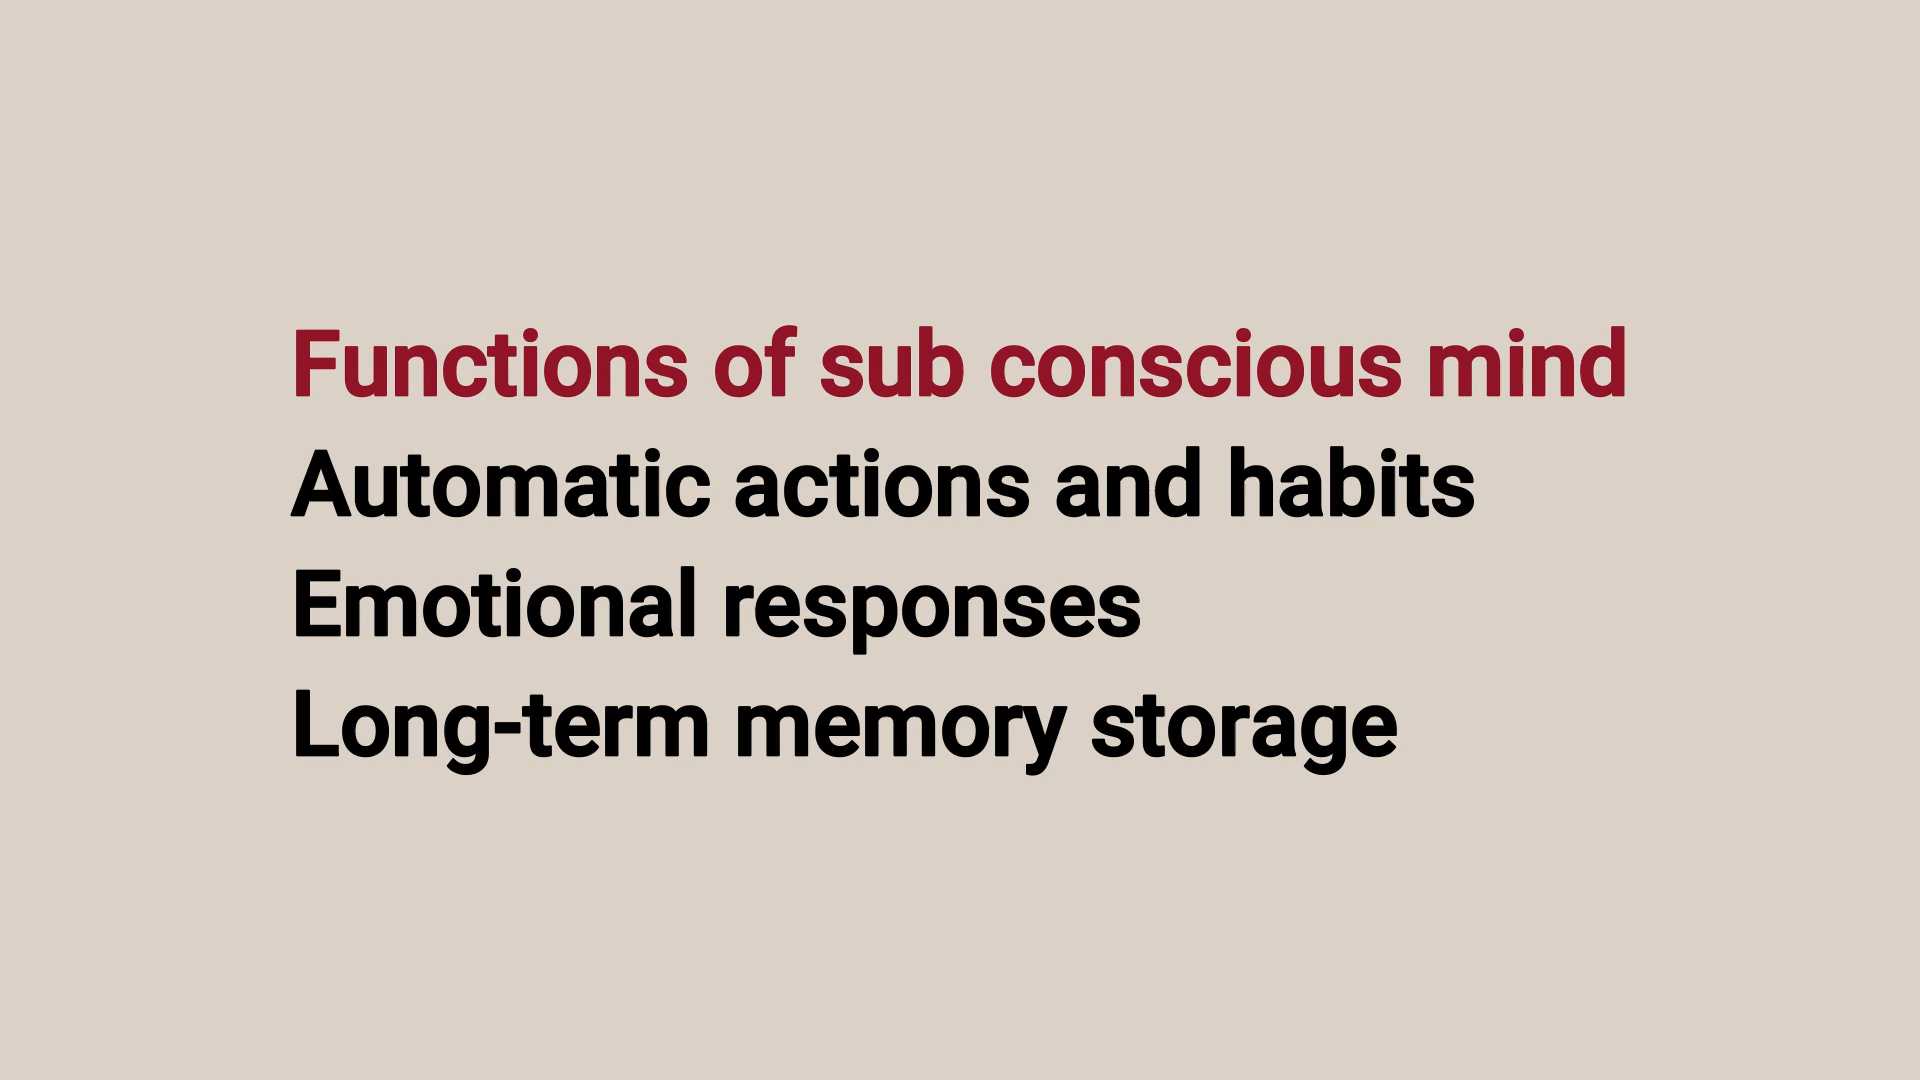 Functions of sub conscious mind
Automatic actions and habits
Emotional responses
Long-term memory storage